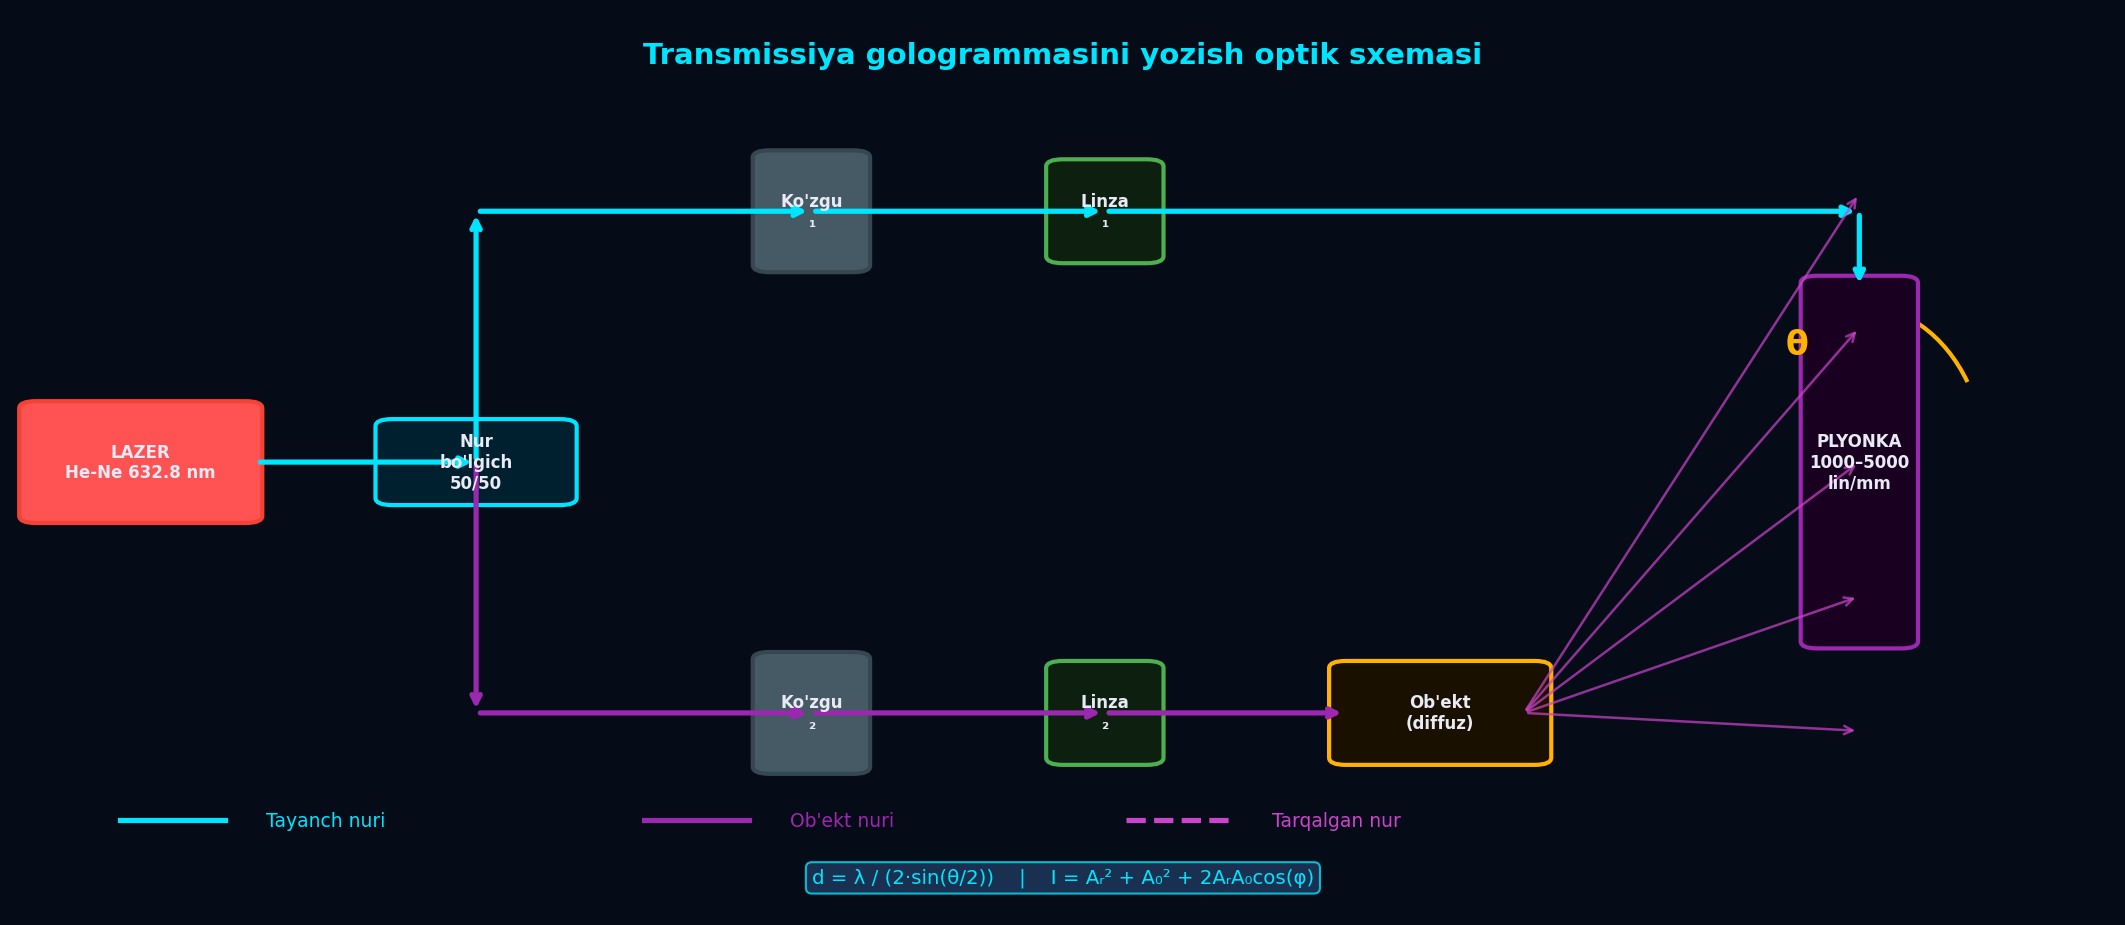 Transmissiya gologrammasini yozish optik sxemasi
Ko'zgu
1
Linza
1
θ
LAZER
He-Ne 632.8 nm
Nur
bo'lgich
50/50
PLYONKA
1000–5000
lin/mm
Ko'zgu
2
Linza
2
Ob'ekt
(diffuz)
Tayanch nuri
Ob'ekt nuri
Tarqalgan nur
d = λ / (2·sin(θ/2)) | I = Aᵣ² + A₀² + 2AᵣA₀cos(φ)